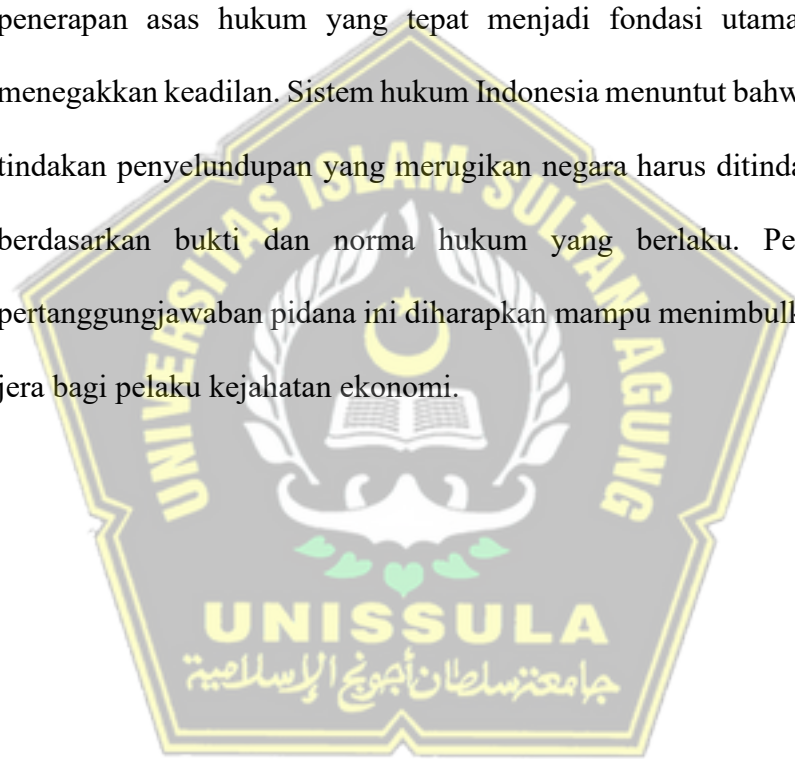 penerapan asas hukum yang tepat menjadi fondasi utama
menegakkan keadilan. Sistem hukum Indonesia menuntut bahw
tindakan penyelundupan yang merugikan negara harus ditinda
berdasarkan bukti dan norma hukum yang berlaku. Pe
pertanggungjawaban pidana ini diharapkan mampu menimbulk
jera bagi pelaku kejahatan ekonomi.
UNIVERSITAS ISLAM SULTAN AGUNG
UNISSULA
جامعة سلطان أجونج الإسلامية